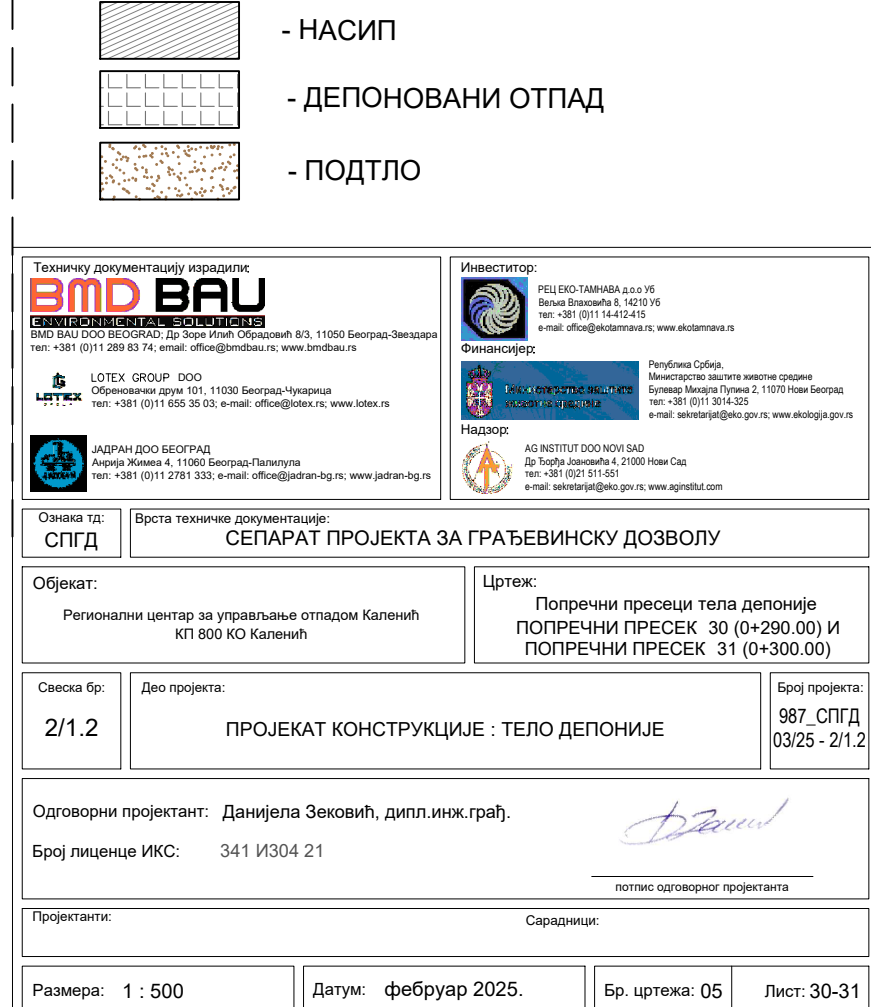 - НАСИП
- ДЕПОНОВАНИ ОТПАД
- ПОДТЛО
Техничку документацију израдили:
BMD BAU
ENVIRONMENTAL SOLUTIONS
BMD BAU DOO BEOGRAD; Др Зоре Илић Обрадовић 8/3, 11050 Београд-Звездара
тел: +381 (0)11 289 83 74; email: office@bmdbau.rs; www.bmdbau.rs
LOTEX
LOTEX GROUP DOO
Обреновачки друм 101, 11030 Београд-Чукарица
тел: +381 (0)11 655 35 03; e-mail: office@lotex.rs; www.lotex.rs
ЈАДРАН ДОО БЕОГРАД
Анрија Жимеа 4, 11060 Београд-Палилула
тел: +381 (0)11 2781 333; e-mail: office@jadran-bg.rs; www.jadran-bg.rs
Инвеститор:
РЕЦ ЕКО-ТАМНАВА д.о.о Уб
Вељка Влаховића 8, 14210 Уб
тел: +381 (0)11 14-412-415
e-mail: office@ekotamnava.rs; www.ekotamnava.rs
Финансијер:
Министарство заштите
животне средине
Република Србија,
Министарство заштите животне средине
Булевар Михајла Пупина 2, 11070 Нови Београд
тел: +381 (0)11 3014-325
e-mail: sekretarijat@eko.gov.rs; www.ekologija.gov.rs
Надзор:
AG INSTITUT DOO NOVI SAD
Др Ђорђа Јоановића 4, 21000 Нови Сад
тел: +381 (0)21 511-551
e-mail: sekretarijat@eko.gov.rs; www.aginstitut.com
Ознака тд:
СПГД
Врста техничке документације:
СЕПАРАТ ПРОЈЕКТА ЗА ГРАЂЕВИНСКУ ДОЗВОЛУ
Објекат:
Регионални центар за управљање отпадом Каленић
КП 800 КО Каленић
Цртеж:
Попречни пресеци тела депоније
ПОПРЕЧНИ ПРЕСЕК 30 (0+290.00) И
ПОПРЕЧНИ ПРЕСЕК 31 (0+300.00)
Свеска бр:
2/1.2
Део пројекта:
ПРОЈЕКАТ КОНСТРУКЦИЈЕ : ТЕЛО ДЕПОНИЈЕ
Број пројекта:
987_СПГД
03/25 - 2/1.2
Одговорни пројектант: Данијела Зековић, дипл.инж.грађ.
Број лиценце ИКС: 341 И304 21
потпис одговорног пројектанта
Пројектанти:
Сарадници:
Размера: 1 : 500
Датум: фебруар 2025.
Бр. цртежа: 05
Лист: 30-31